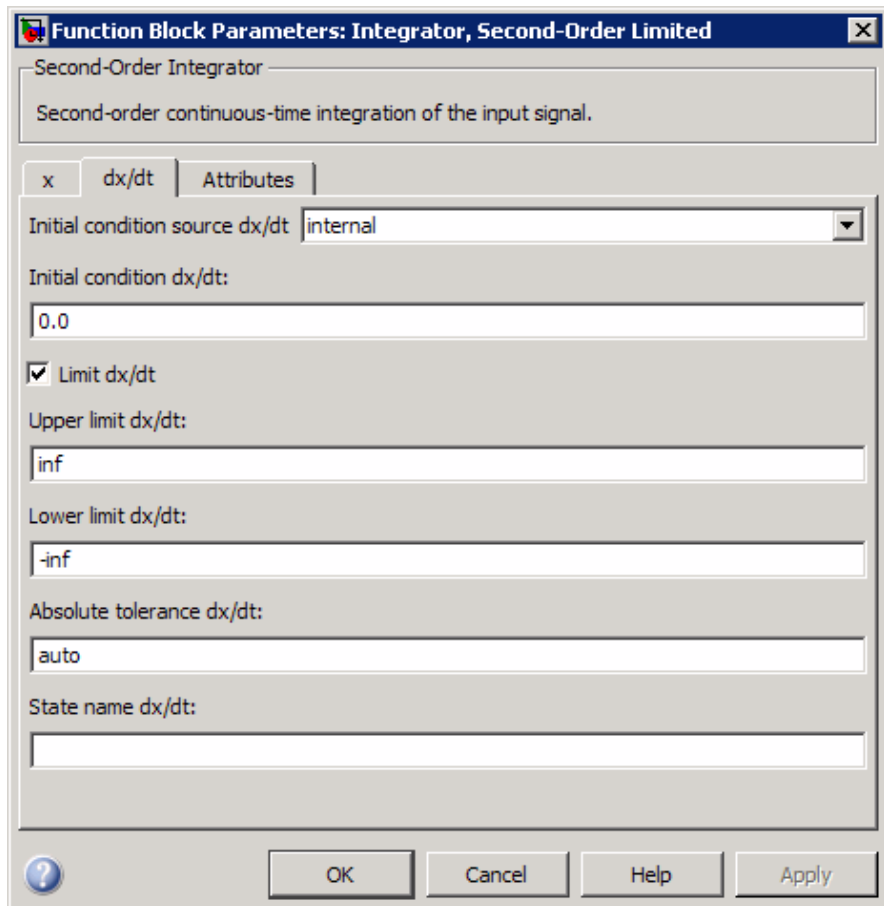 Function Block Parameters: Integrator, Second-Order Limited
Second-Order Integrator
Second-order continuous-time integration of the input signal.
x dx/dt Attributes
Initial condition source dx/dt internal
Initial condition dx/dt:
0.0
Limit dx/dt
Upper limit dx/dt:
inf
Lower limit dx/dt:
-inf
Absolute tolerance dx/dt:
auto
State name dx/dt:
OK Cancel Help Apply